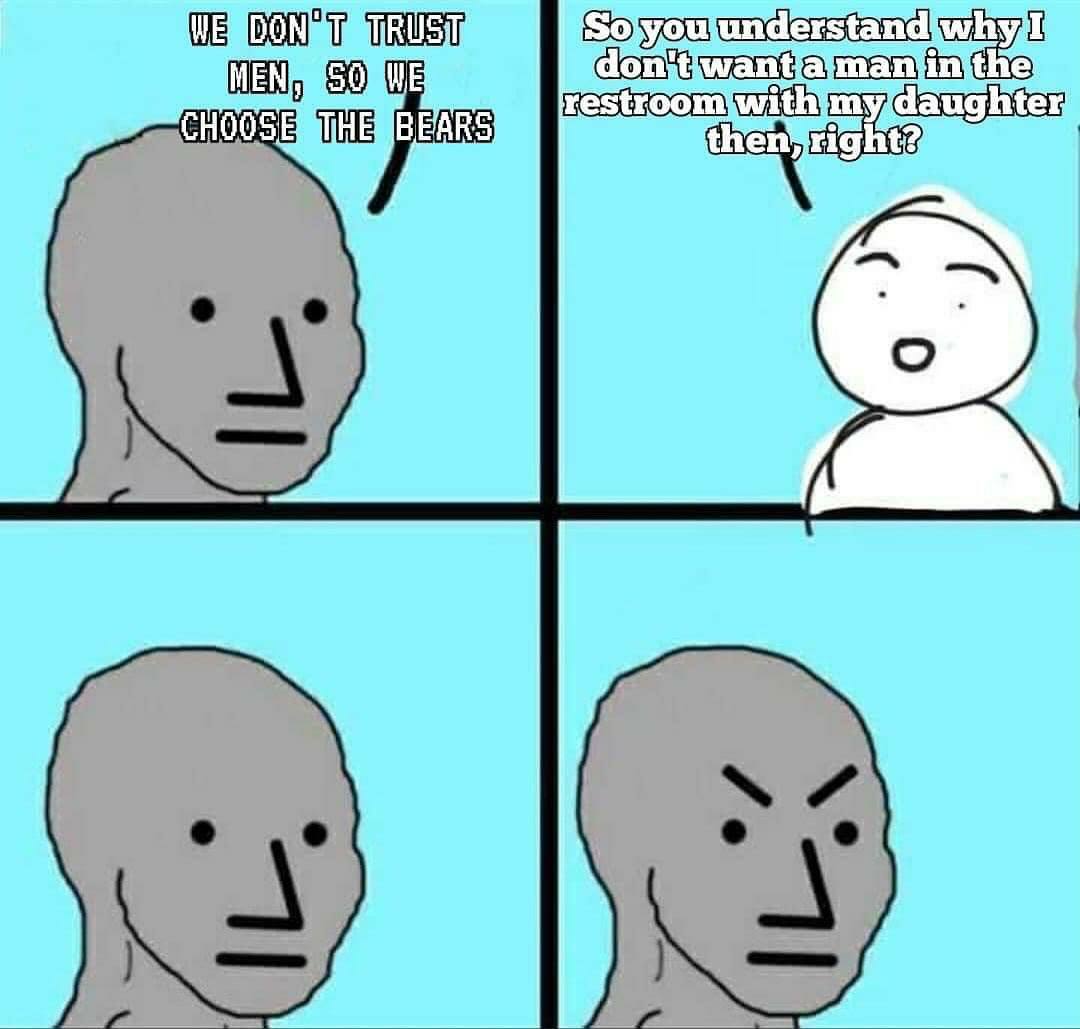 WE DON'T TRUST
MEN, SO WE
CHOOSE THE BEARS
So you understand why I
don't want a man in the
restroom with my daughter
then, right?